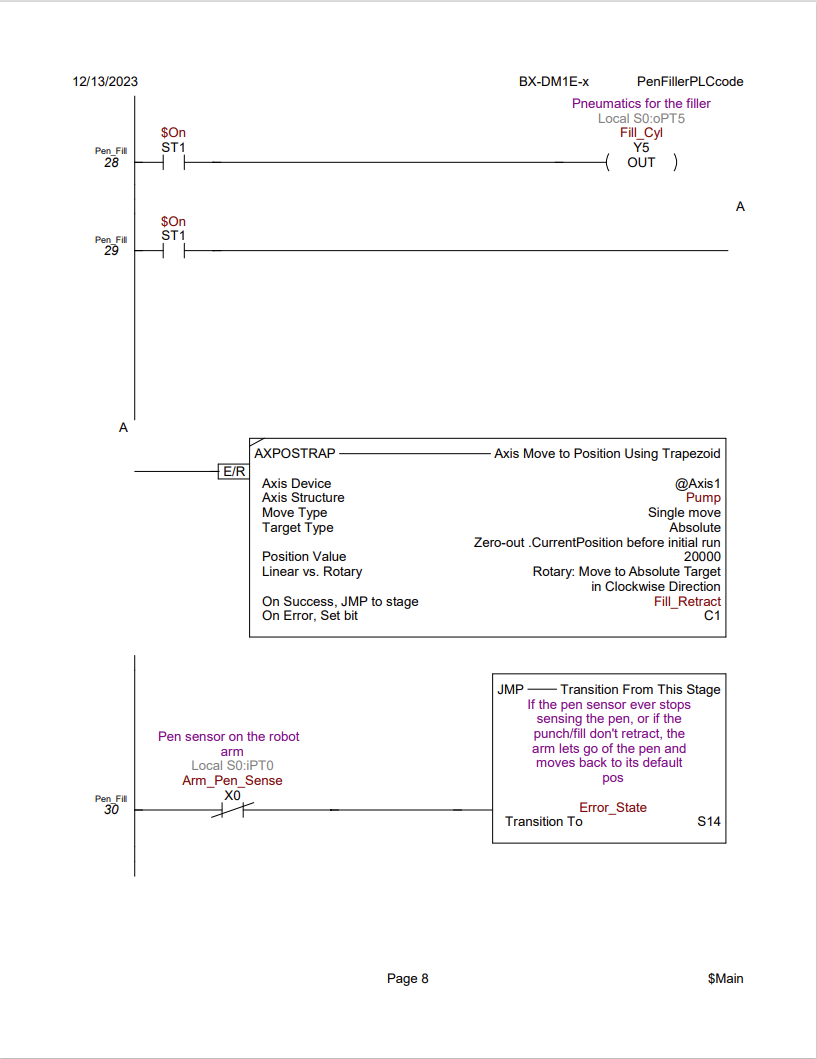 12/13/2023 BX-DM1E-x PenFillerPLCcode
Pneumatics for the filler
Local S0:oPT5
$On Fill_Cyl
ST1 Y5
Pen_Fill
28 OUT
A
$On
ST1
Pen_Fill
29
A
AXPOSTRAP Axis Move to Position Using Trapezoid
E/R
Axis Device @Axis1
Axis Structure Pump
Move Type Single move
Target Type Absolute
Zero-out .CurrentPosition before initial run
Position Value 20000
Linear vs. Rotary Rotary: Move to Absolute Target
in Clockwise Direction
On Success, JMP to stage Fill_Retract
On Error, Set bit C1
JMP Transition From This Stage
If the pen sensor ever stops
sensing the pen, or if the
punch/fill don't retract, the
arm lets go of the pen and
moves back to its default
pos
Pen sensor on the robot
arm
Local S0:iPT0
Arm_Pen_Sense
X0
Pen_Fill
30
Error_State
Transition To S14
Page 8 $Main